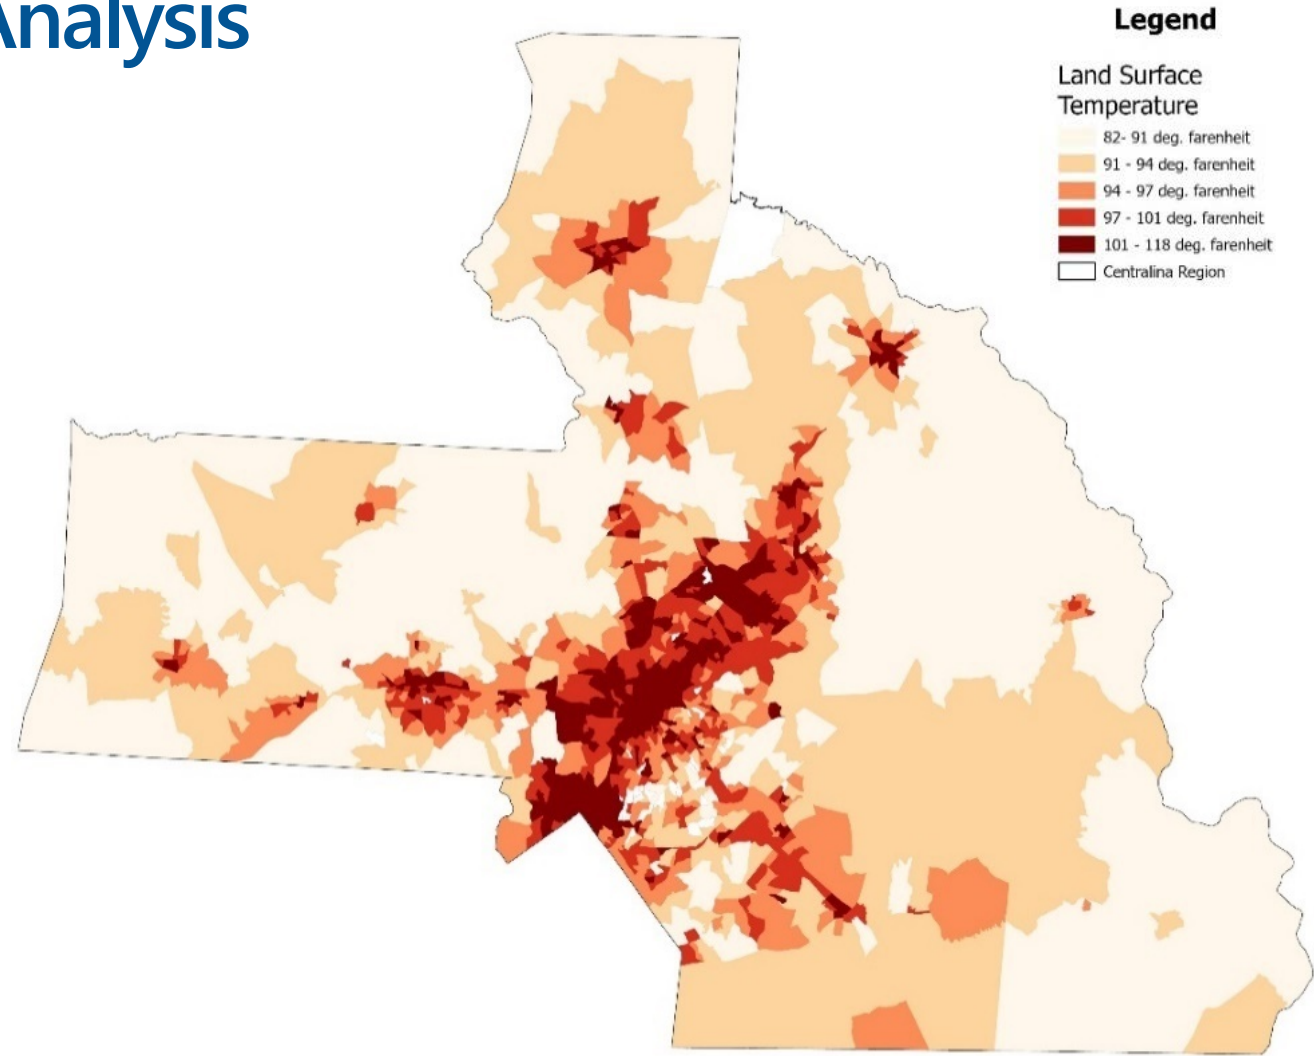 Analysis
Legend
Land Surface
Temperature
82- 91 deg. farenheit
91 - 94 deg. farenheit
94 - 97 deg. farenheit
97 - 101 deg. farenheit
101 - 118 deg. farenheit
Centralina Region